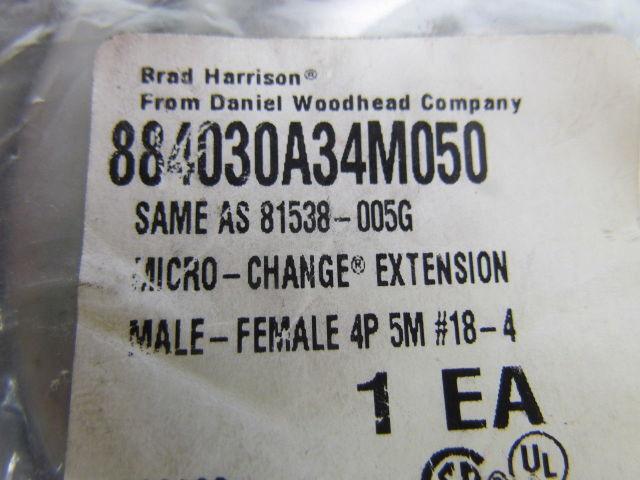 Brad Harrison®
From Daniel Woodhead Company
884030A34M050
SAME AS 81538-005G
MICRO-CHANGE® EXTENSION
MALE-FEMALE 4P 5M #18-4
1 EA
UL